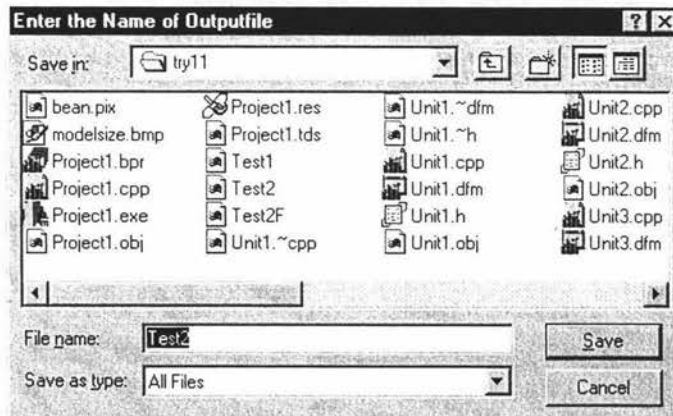 Enter the Name of Outputfile
Save in: try11
bean.pix Project1.res Unit1.~dfm Unit2.cpp
modelsize.bmp Project1.tds Unit1.~h Unit2.dfm
Project1.bpr Test1 Unit1.cpp Unit2.h
Project1.cpp Test2 Unit1.dfm Unit2.obj
Project1.exe Test2F Unit1.h Unit3.cpp
Project1.obj Unit1.~cpp Unit1.obj Unit3.dfm
File name: Test2 Save
Save as type: All Files Cancel